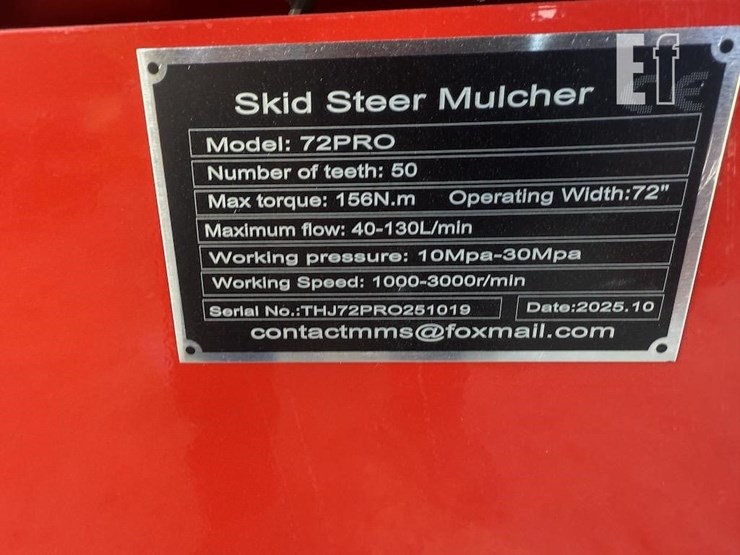 Ef
CE
Skid Steer Mulcher
Model: 72PRO
Number of teeth: 50
Max torque: 156N.m Operating Width:72"
Maximum flow: 40-130L/min
Working pressure: 10Mpa-30Mpa
Working Speed: 1000-3000r/min
Serial No.:THJ72PRO251019 Date:2025.10
contactmms@foxmail.com